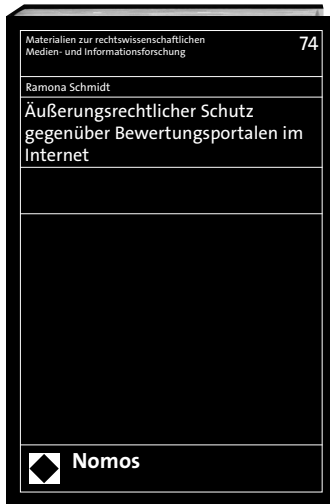 Materialien zur rechtswissenschaftlichen
Medien- und Informationsforschung
74
Ramona Schmidt
Äußerungsrechtlicher Schutz
gegenüber Bewertungsportalen im
Internet
Nomos